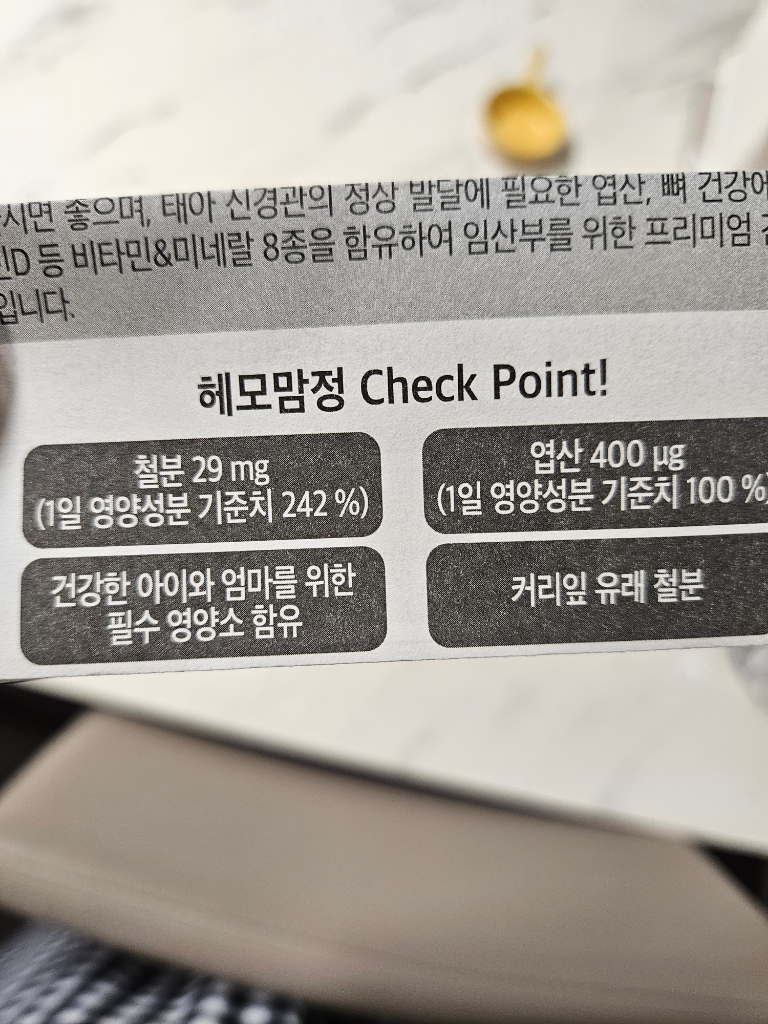 시면 좋으며, 태아 신경관의 정상 발달에 필요한 엽산, 뼈 건강에
민D 등 비타민&미네랄 8종을 함유하여 임산부를 위한 프리미엄
입니다.
헤모맘정 Check Point!
철분 29 mg
(1일 영양성분 기준치 242 %)
엽산 400 µg
(1일 영양성분 기준치 100 %)
건강한 아이와 엄마를 위한
필수 영양소 함유
커리잎 유래 철분